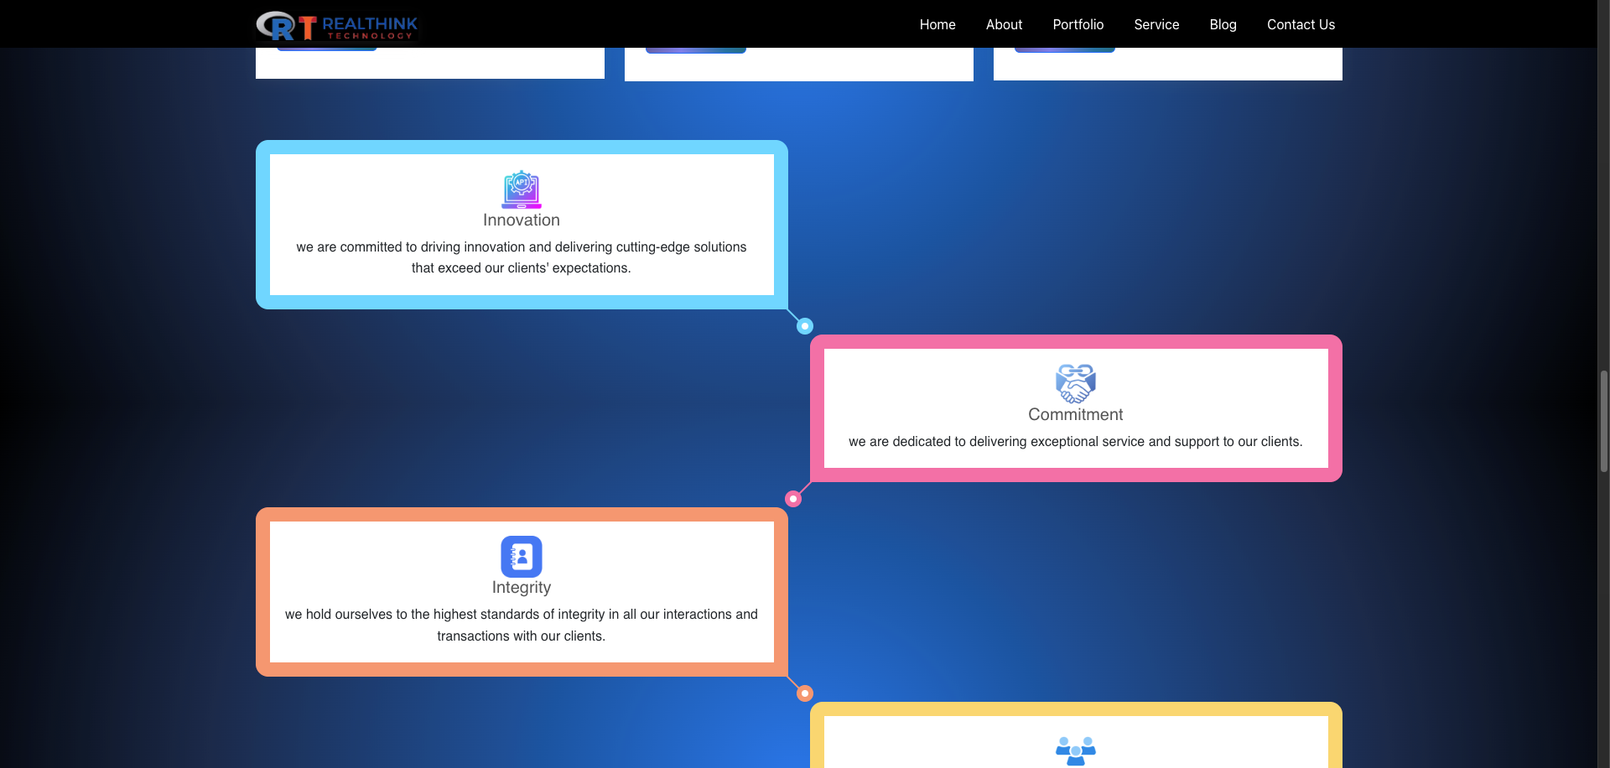 REALTHINK
TECHNOLOGY
Home About Portfolio Service Blog Contact Us
API
Innovation
we are committed to driving innovation and delivering cutting-edge solutions
that exceed our clients' expectations.
Commitment
we are dedicated to delivering exceptional service and support to our clients.
Integrity
we hold ourselves to the highest standards of integrity in all our interactions and
transactions with our clients.